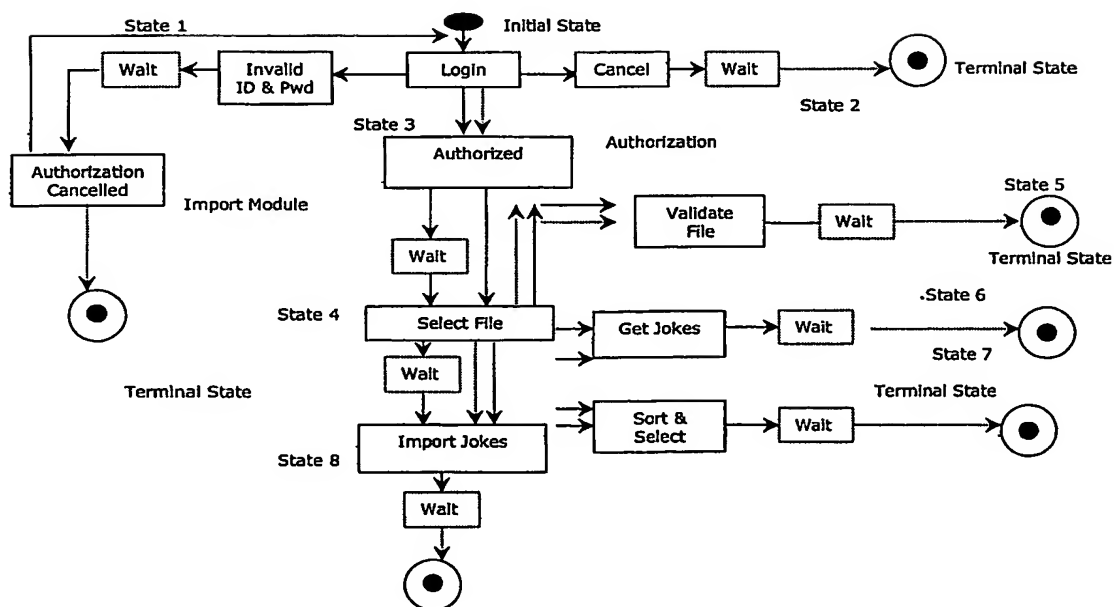 State 1
Initial State
Wait
Invalid
ID & Pwd
Login
Cancel
Wait
Terminal State
State 2
State 3
Authorized
Authorization
Authorization
Cancelled
Import Module
Validate
File
Wait
State 5
Terminal State
Wait
State 4
Select File
Get Jokes
Wait
.State 6
State 7
Wait
Terminal State
Sort &
Select
Wait
Terminal State
Import Jokes
State 8
Wait